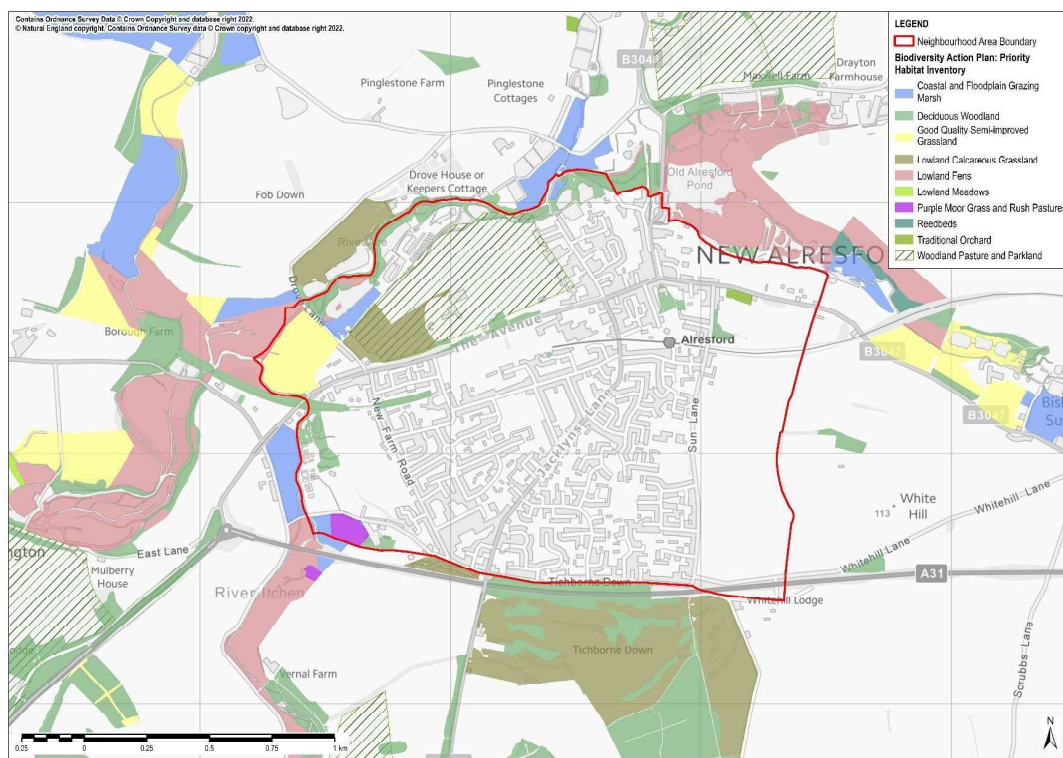 Contains Ordnance Survey Data © Crown Copyright and database right 2022.
© Natural England copyright. Contains Ordnance Survey data © Crown copyright and database right 2022.
LEGEND
Neighbourhood Area Boundary
Biodiversity Action Plan: Priority
Habitat Inventory
Coastal and Floodplain Grazing
Marsh
Deciduous Woodland
Good Quality Semi-improved
Grassland
Lowland Calcareous Grassland
Lowland Fens
Lowland Meadows
Purple Moor Grass and Rush Pastures
Reedbeds
Traditional Orchard
Woodland Pasture and Parkland
Pinglestone Farm
Pinglestone
Cottages
Maxwell Farm
Drayton
Farmhouse
Drove House or
Keepers Cottage
Old Alresford
Pond
Fob Down
NEW ALRESFO
Lane
Borough Farm
The Avenue
Alresford
B3047
B3047
New Farm Road
Jacklyns Lane
Sun Lane
White
Hill
113
Whitehill Lane
Whitehill Lane
East Lane
Mulberry
House
A31
River Itchen
Tichborne Down
Whitehill Lodge
Tichborne Down
Scrubbs Lane
Vernal Farm
0.25 0 0.25 0.5 0.75 1 km
N